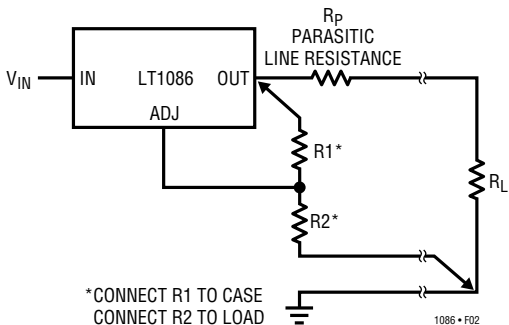 R_P
PARASITIC
LINE RESISTANCE
V_IN
IN
LT1086
OUT
ADJ
R1*
R_L
R2*
*CONNECT R1 TO CASE
CONNECT R2 TO LOAD
1086 • F02